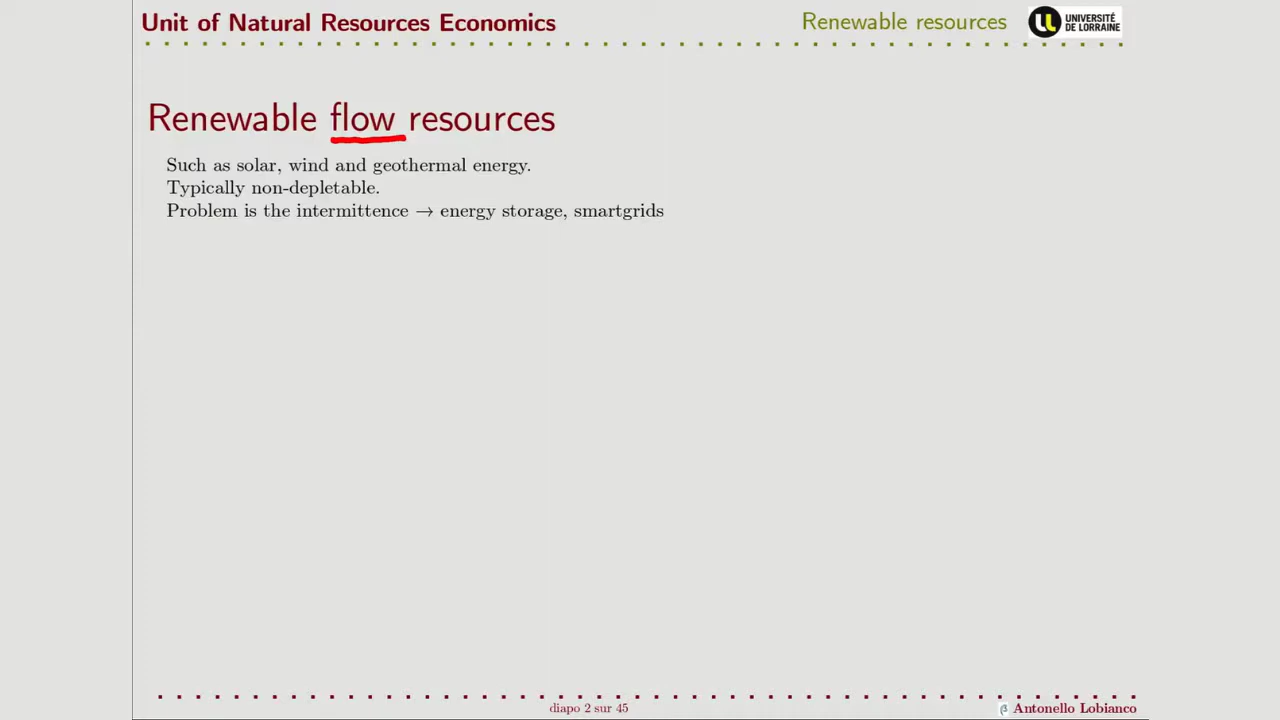 Unit of Natural Resources Economics
Renewable resources
UNIVERSITÉ
DE LORRAINE
Renewable flow resources
Such as solar, wind and geothermal energy.
Typically non-depletable.
Problem is the intermittence → energy storage, smartgrids
diapo 2 sur 45
β Antonello Lobianco